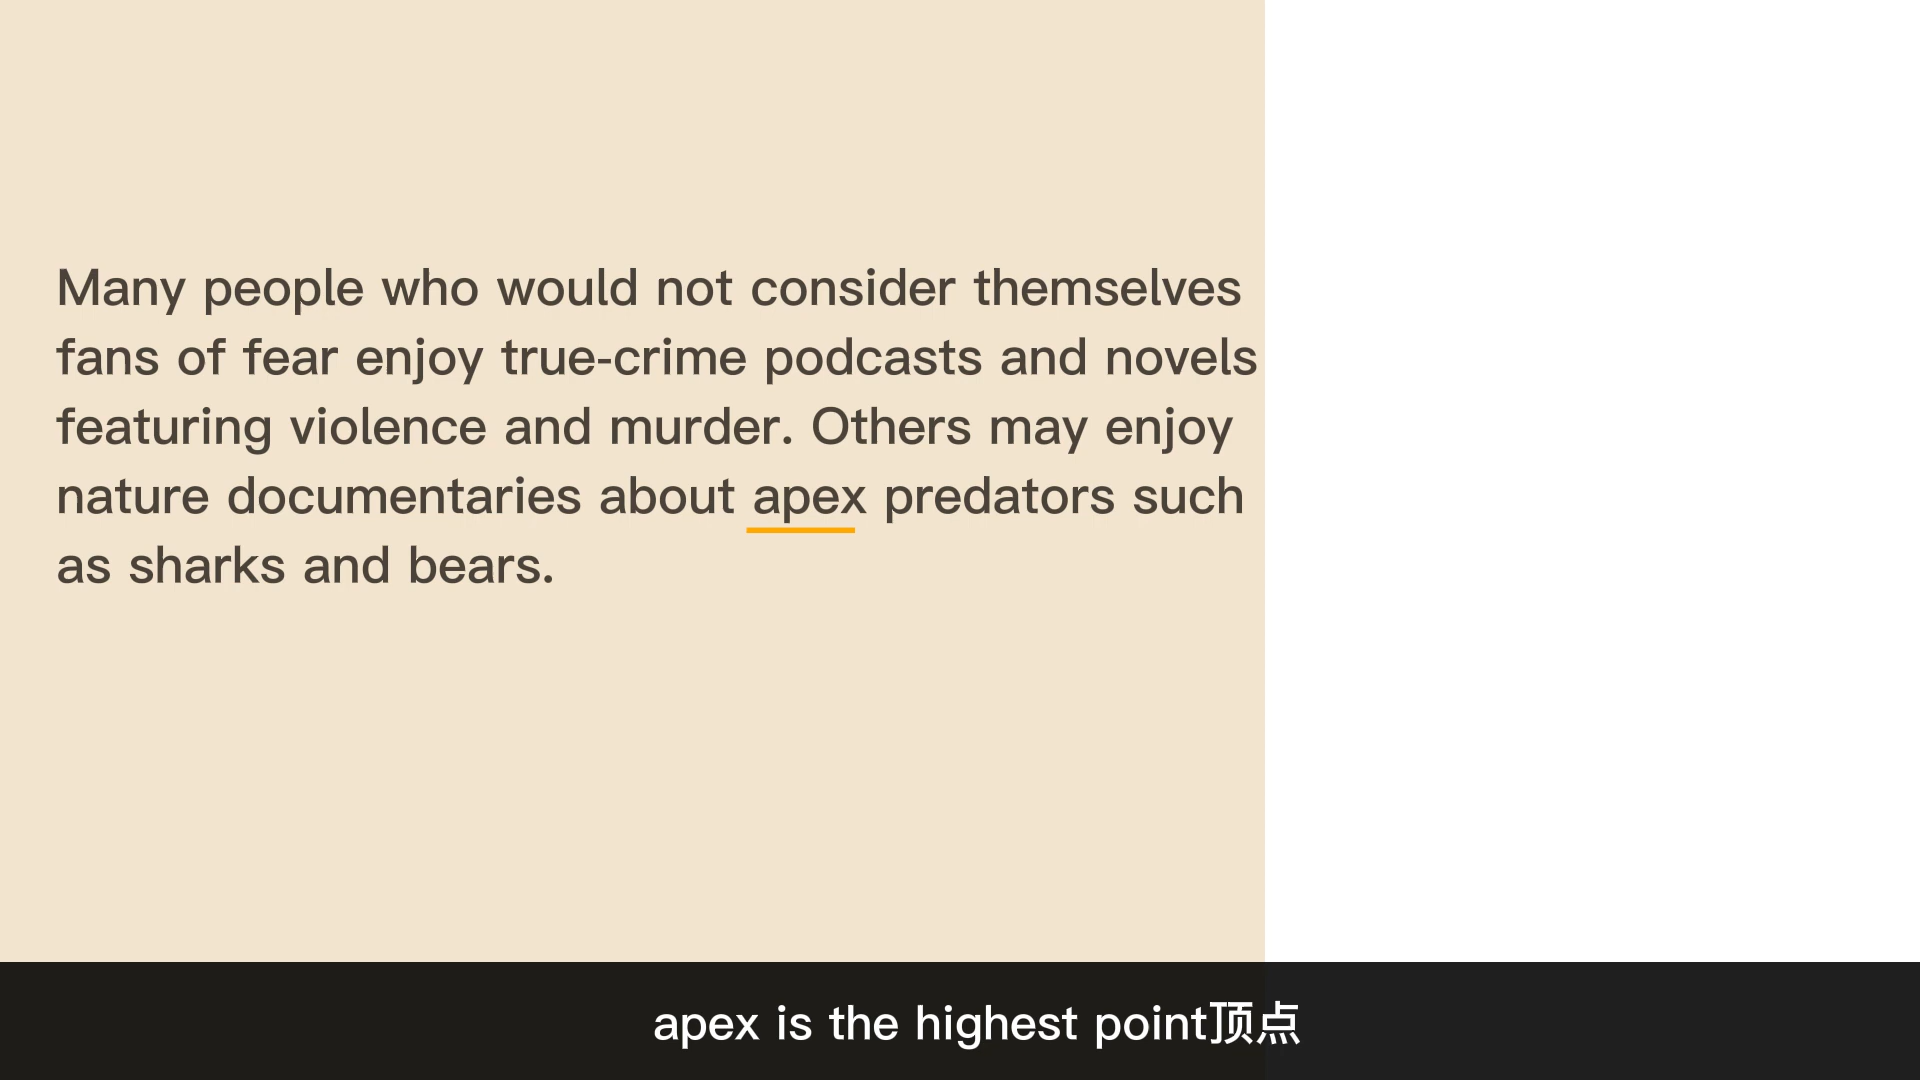 Many people who would not consider themselves
fans of fear enjoy true-crime podcasts and novels
featuring violence and murder. Others may enjoy
nature documentaries about apex predators such
as sharks and bears.
apex is the highest point顶点